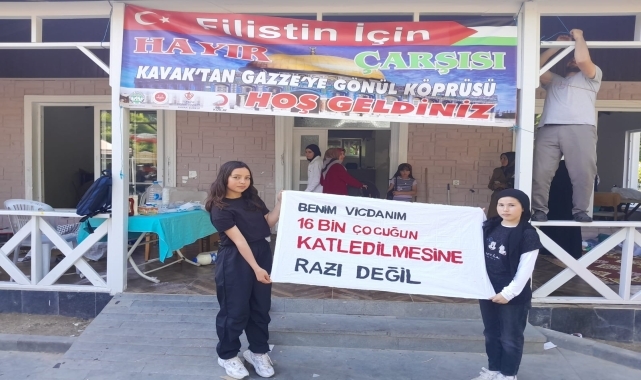 Filistin İçin
HAYIR ÇARŞISI
KAVAK'TAN GAZZE'YE GÖNÜL KÖPRÜSÜ
HOŞ GELDİNİZ
BENİM VİCDANIM
16 BİN ÇOCUĞUN
KATLEDİLMESİNE
RAZI DEĞİL